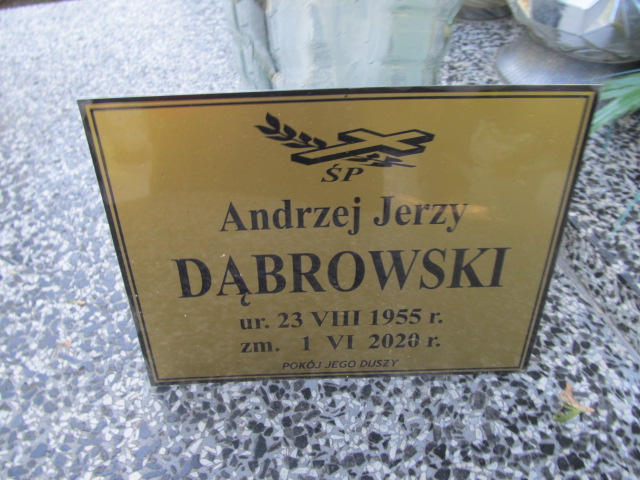 ŚP
Andrzej Jerzy
DĄBROWSKI
ur. 23 VIII 1955 r.
zm. 1 VI 2020 r.
POKÓJ JEGO DUSZY